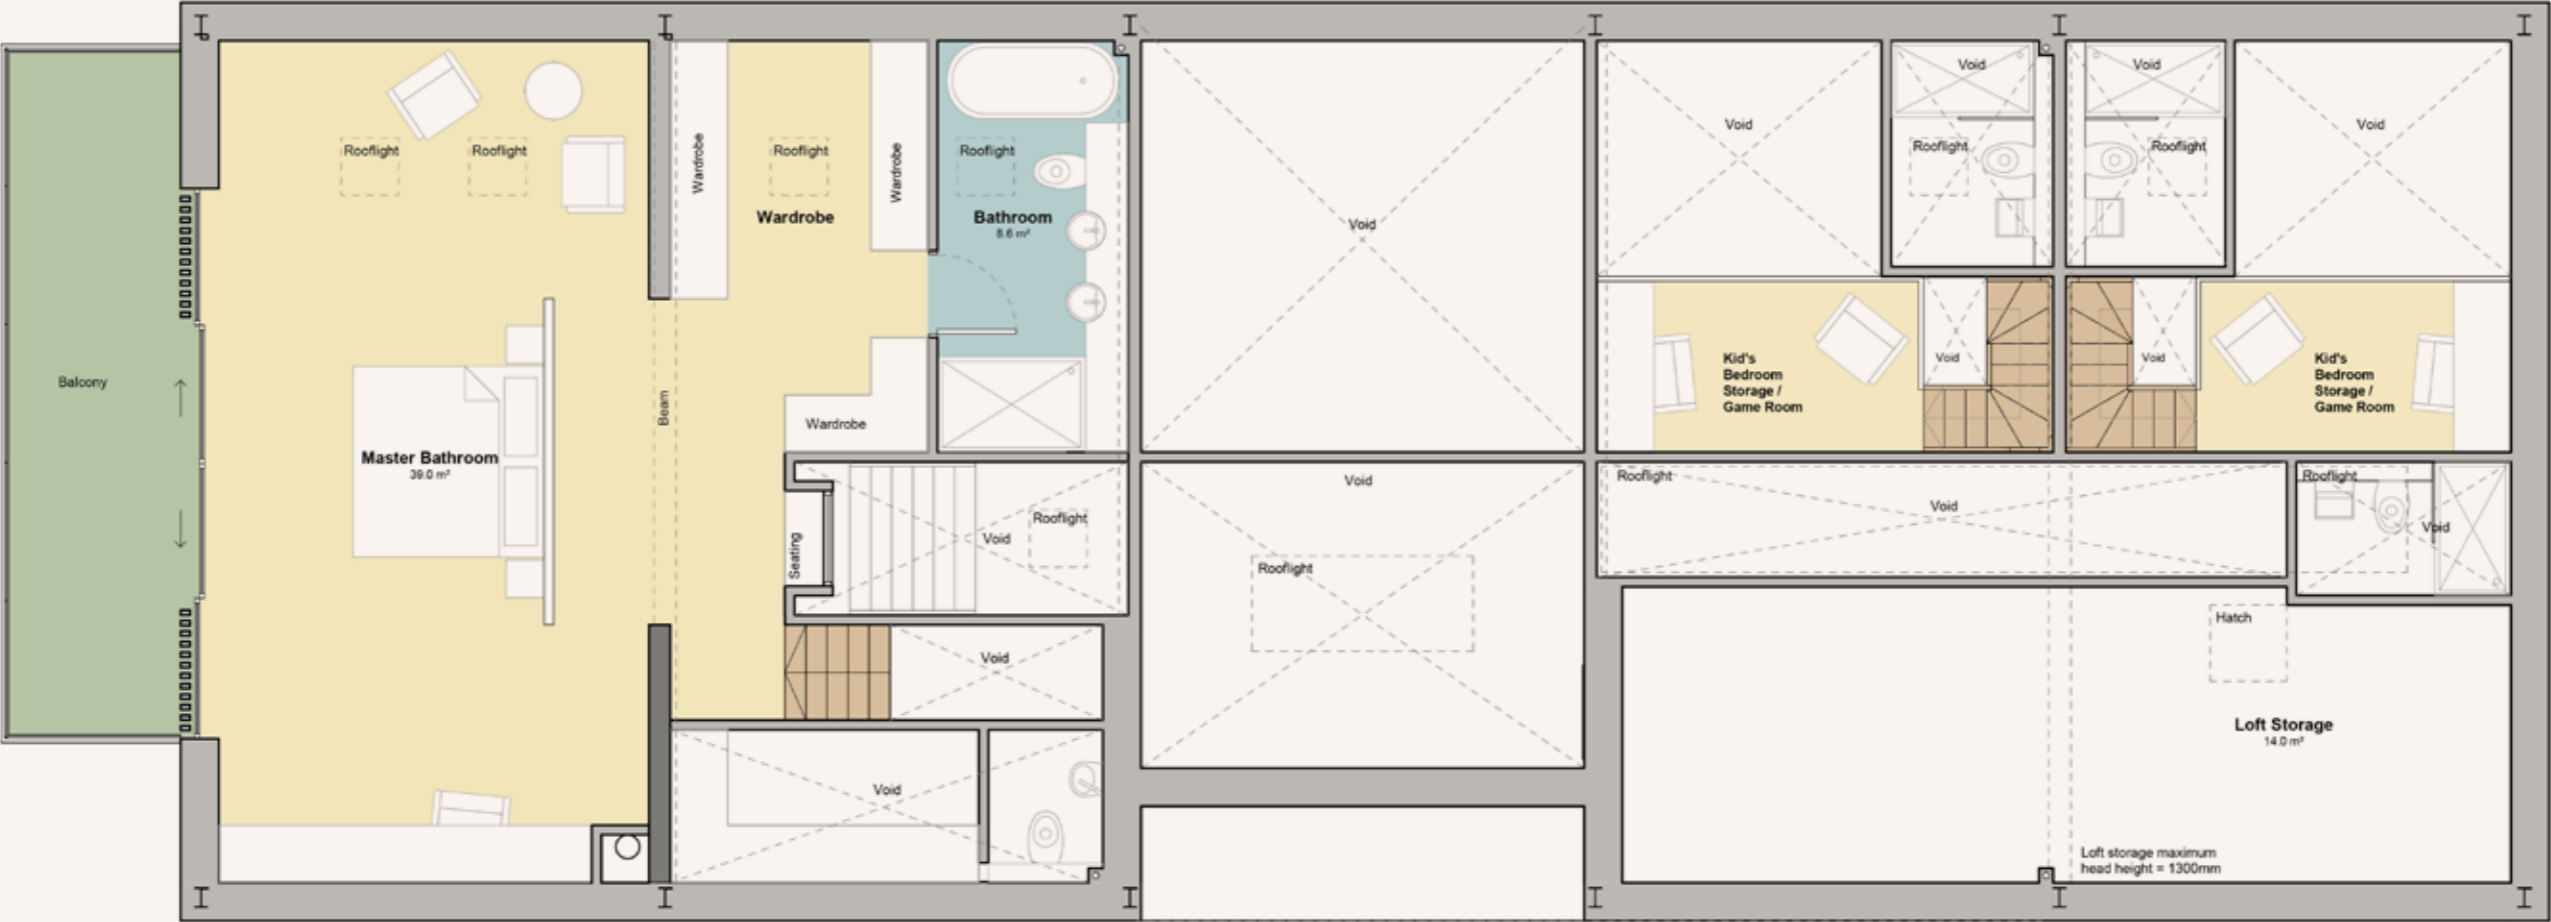 Void
Void
Rooflight
Rooflight
Wardrobe
Rooflight
Wardrobe
Rooflight
Void
Rooflight
Rooflight
Void
Wardrobe
Bathroom
8.6 m²
Void
Balcony
Beam
Wardrobe
Kid's
Bedroom
Storage /
Game Room
Void
Void
Kid's
Bedroom
Storage /
Game Room
Master Bathroom
39.0 m²
Seating
Void
Rooflight
Void
Rooflight
Rooflight
Void
Rooflight
Void
Void
Hatch
Void
Loft Storage
14.0 m²
Loft storage maximum
head height = 1300mm